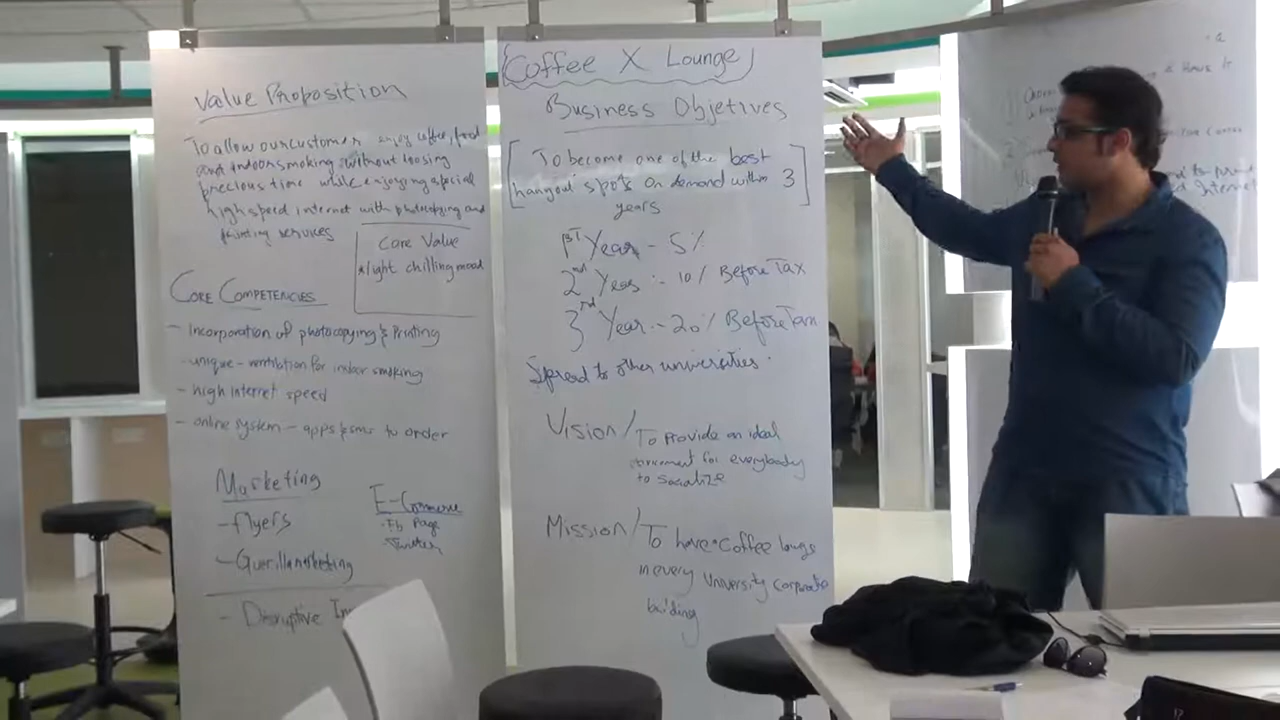 Value Proposition
To allow our customer enjoy coffee, food
and indoor smoking without loosing
precious time while enjoying a special
high speed internet with photocopying and
printing services
Core Value
* light chilling mood
Core Competencies
- incorporation of photocopying & Printing
- unique - for indoor smoking
- high internet speed
- online system - apps & sms to order
Marketing
- Flyers
- Guerilla marketing
- Disruptive In
E-Commerce
- Fb Page
- Twitter
Coffee X Lounge
Business Objetives
[To become one of the best
hangout spots on demand within 3
years]
1ST Year - 5%
2nd Year - 10% Before Tax
3rd Year - 20% Before Tax
Spread to other universities.
Vision / To Provide an ideal
for everybody
to socialize
Mission / To have a Coffee lounge
in every University corporate
building
Internet